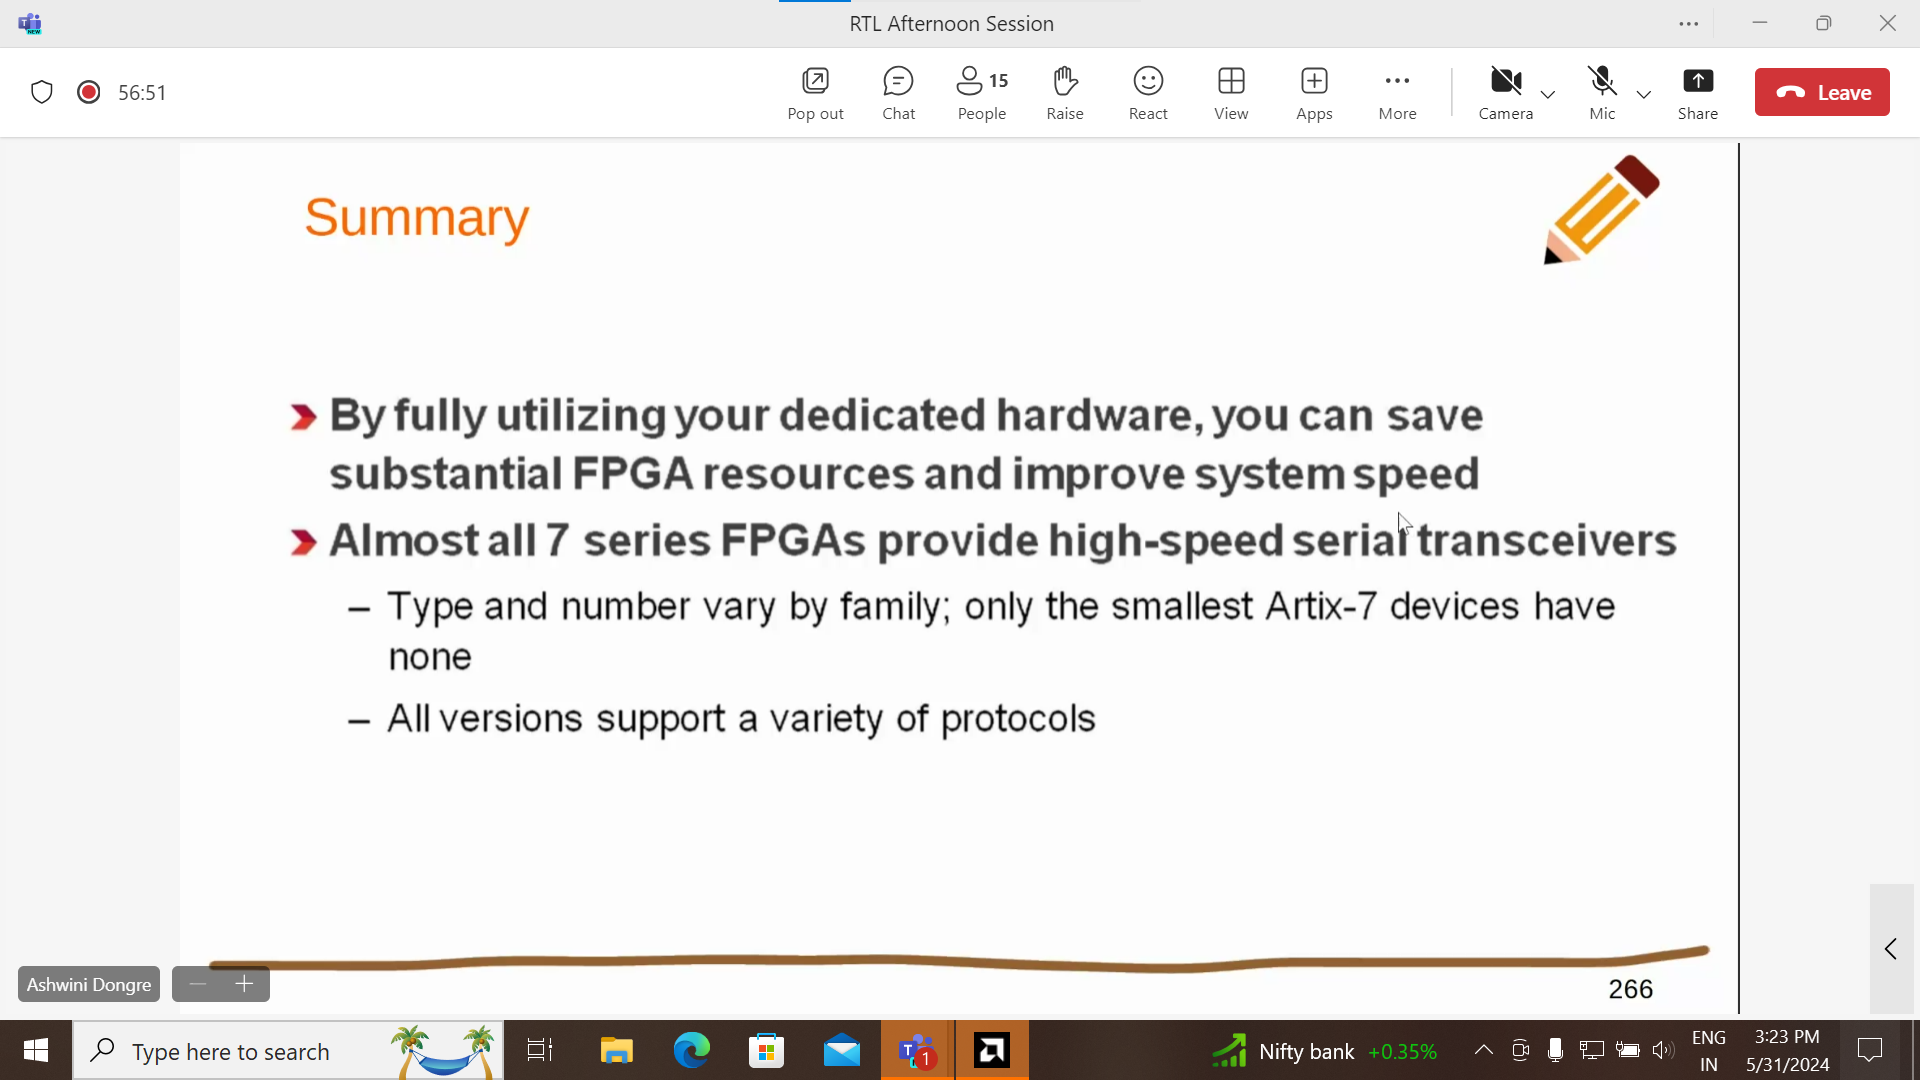 RTL Afternoon Session
56:51
Pop out
Chat
15
People
Raise
React
View
Apps
More
Camera
Mic
Share
Leave
Summary
By fully utilizing your dedicated hardware, you can save
substantial FPGA resources and improve system speed
Almost all 7 series FPGAs provide high-speed serial transceivers
– Type and number vary by family; only the smallest Artix-7 devices have
none
– All versions support a variety of protocols
Ashwini Dongre
266
Type here to search
1
Nifty bank +0.35%
ENG
IN
3:23 PM
5/31/2024